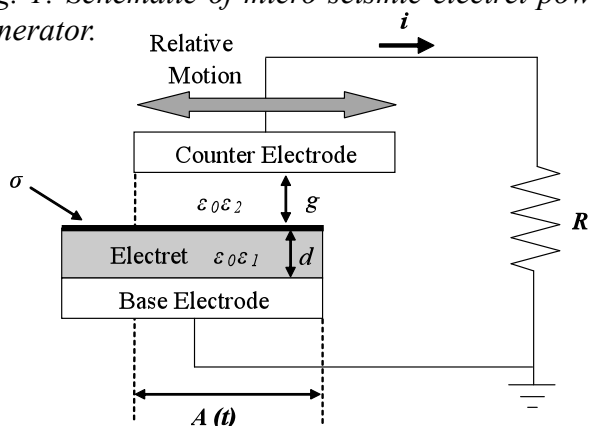 g. 1. Schematic of micro seismic electret pow
nerator.
Relative
Motion
i
Counter Electrode
σ
ε₀ε₂
g
R
Electret ε₀ε₁
d
Base Electrode
A (t)